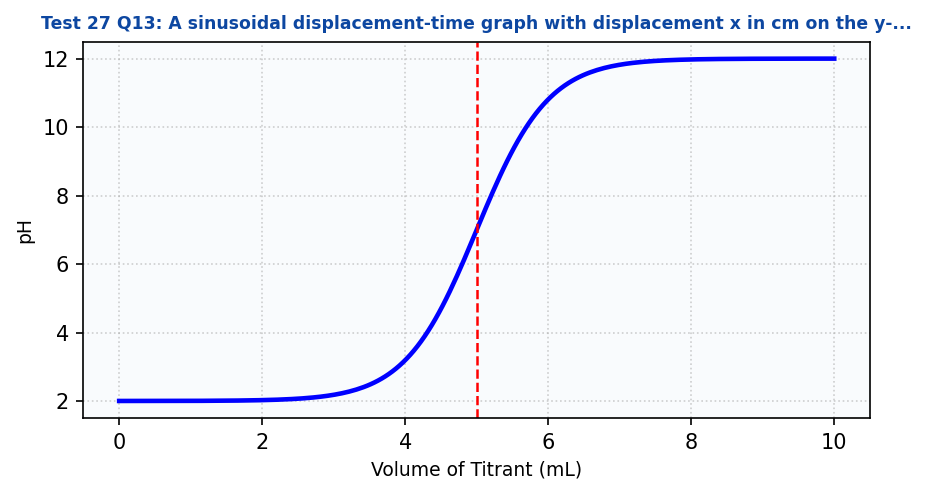 Test 27 Q13: A sinusoidal displacement-time graph with displacement x in cm on the y-...
12
10
8
6
4
2
pH
0 2 4 6 8 10
Volume of Titrant (mL)